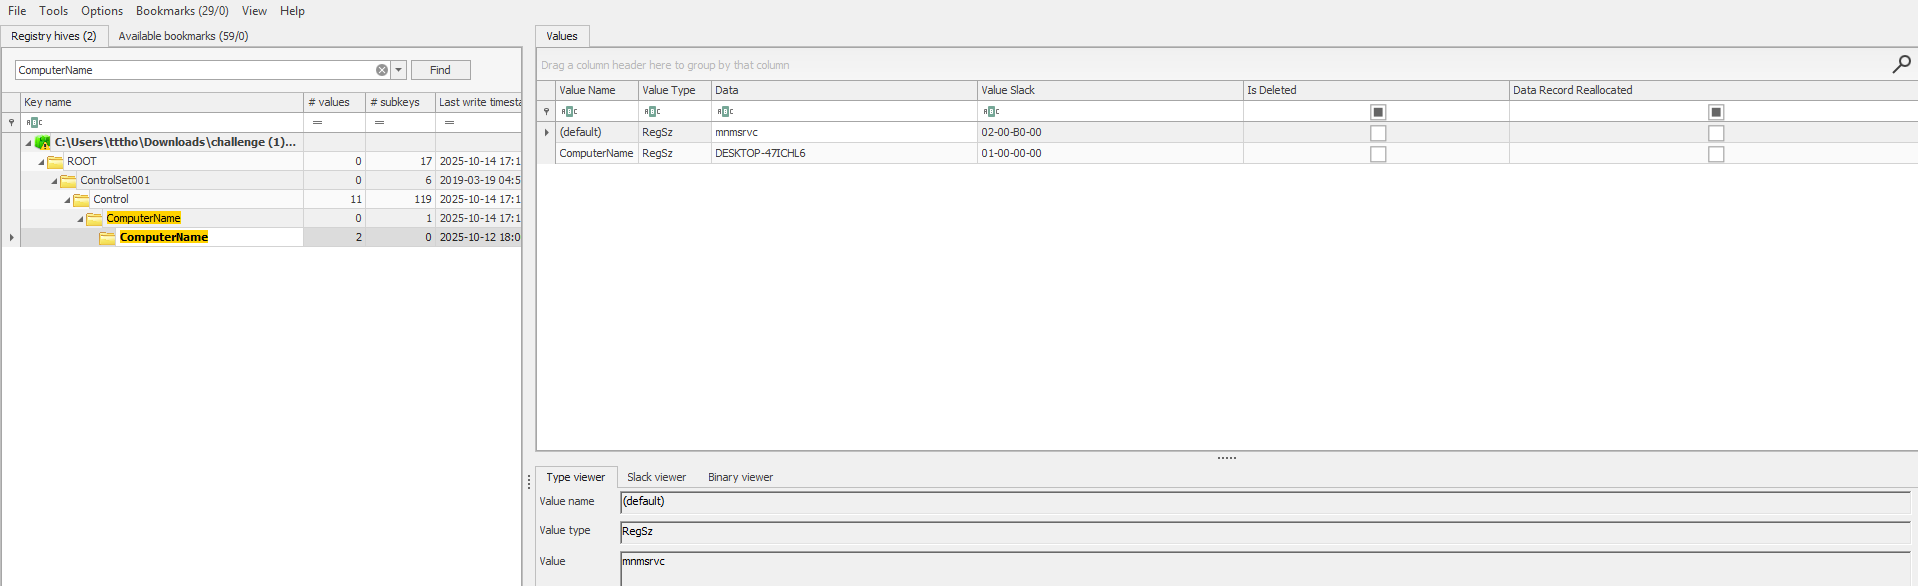 File Tools Options Bookmarks (29/0) View Help
Registry hives (2) Available bookmarks (59/0)
ComputerName Find
Key name # values # subkeys Last write timesta
= = =
C:\Users\tttho\Downloads\challenge (1)...
ROOT 0 17 2025-10-14 17:1
ControlSet001 0 6 2019-03-19 04:5
Control 11 119 2025-10-14 17:1
ComputerName 0 1 2025-10-14 17:1
ComputerName 2 0 2025-10-12 18:0
Values
Drag a column header here to group by that column
Value Name Value Type Data Value Slack Is Deleted Data Record Reallocated
(default) RegSz mnmsrvc 02-00-B0-00
ComputerName RegSz DESKTOP-47ICHL6 01-00-00-00
Type viewer Slack viewer Binary viewer
Value name (default)
Value type RegSz
Value mnmsrvc